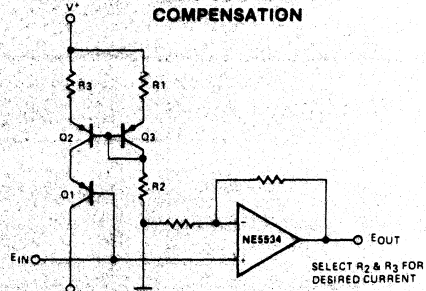 COMPENSATION
V+
R3
R1
Q2
Q3
Q1
R2
NE5534
-
+
EIN
EOUT
SELECT R2 & R3 FOR
DESIRED CURRENT